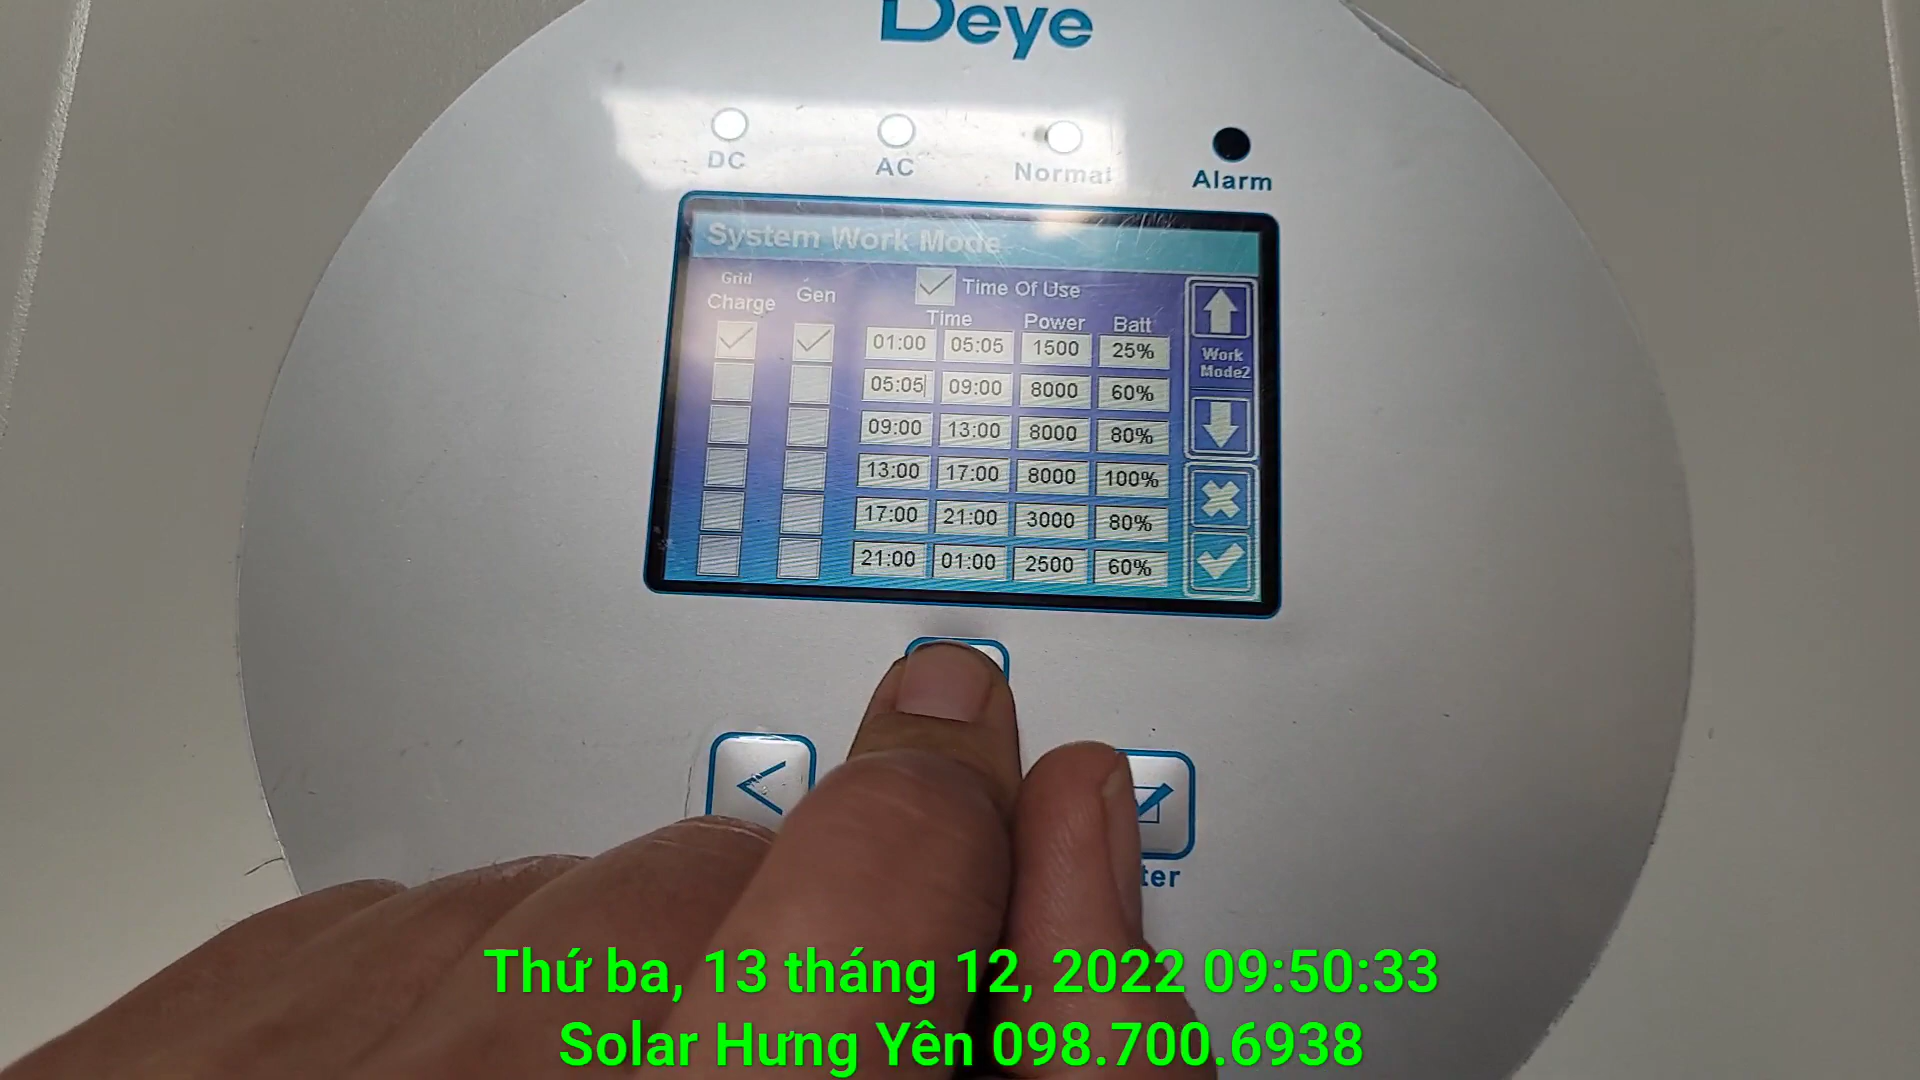 Deye
DC AC Normal Alarm
System Work Mode
Grid Charge Gen Time Of Use
Time Power Batt
01:00 05:05 1500 25%
05:05 09:00 8000 60%
09:00 13:00 8000 80%
13:00 17:00 8000 100%
17:00 21:00 3000 80%
21:00 01:00 2500 60%
Work
Mode2
ter
Thứ ba, 13 tháng 12, 2022 09:50:33
Solar Hưng Yên 098.700.6938